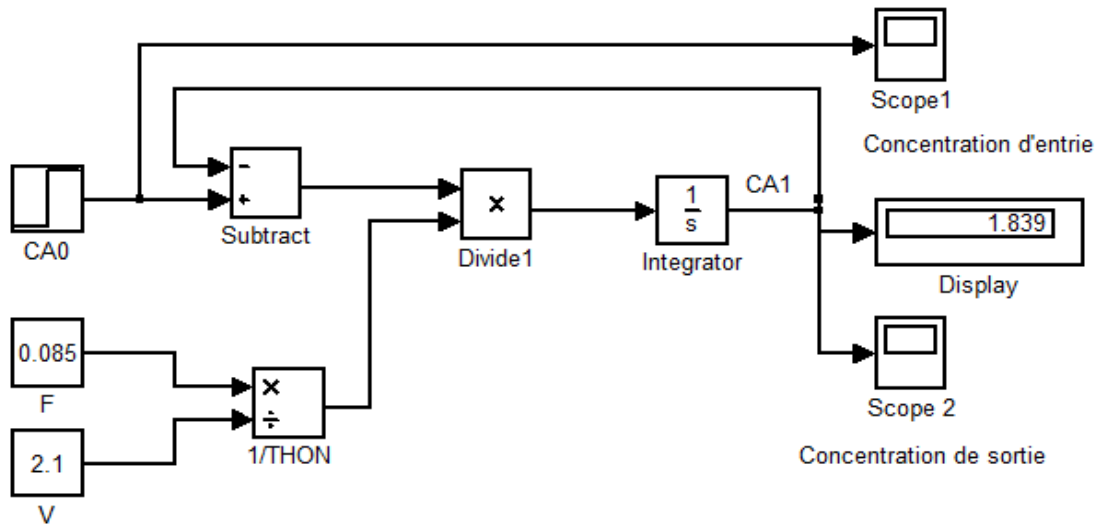 Scope1
Concentration d'entrie
-
+
CA0
Subtract
×
Divide1
1
s
Integrator
CA1
1.839
Display
0.085
F
×
÷
1/THON
2.1
V
Scope 2
Concentration de sortie